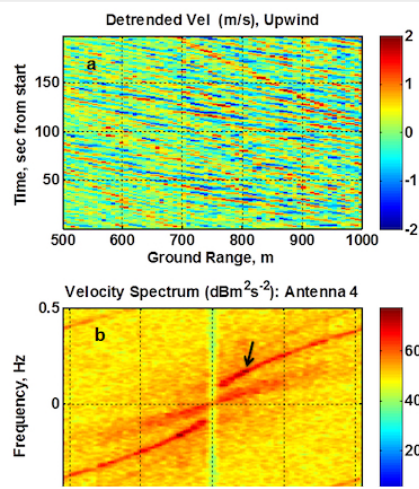 Detrended Vel (m/s), Upwind
a
Time, sec from start
150
100
50
500 600 700 800 900 1000
Ground Range, m
2
1
0
-1
-2
Velocity Spectrum (dBm²s⁻²): Antenna 4
b
Frequency, Hz
0.5
0
60
40
20